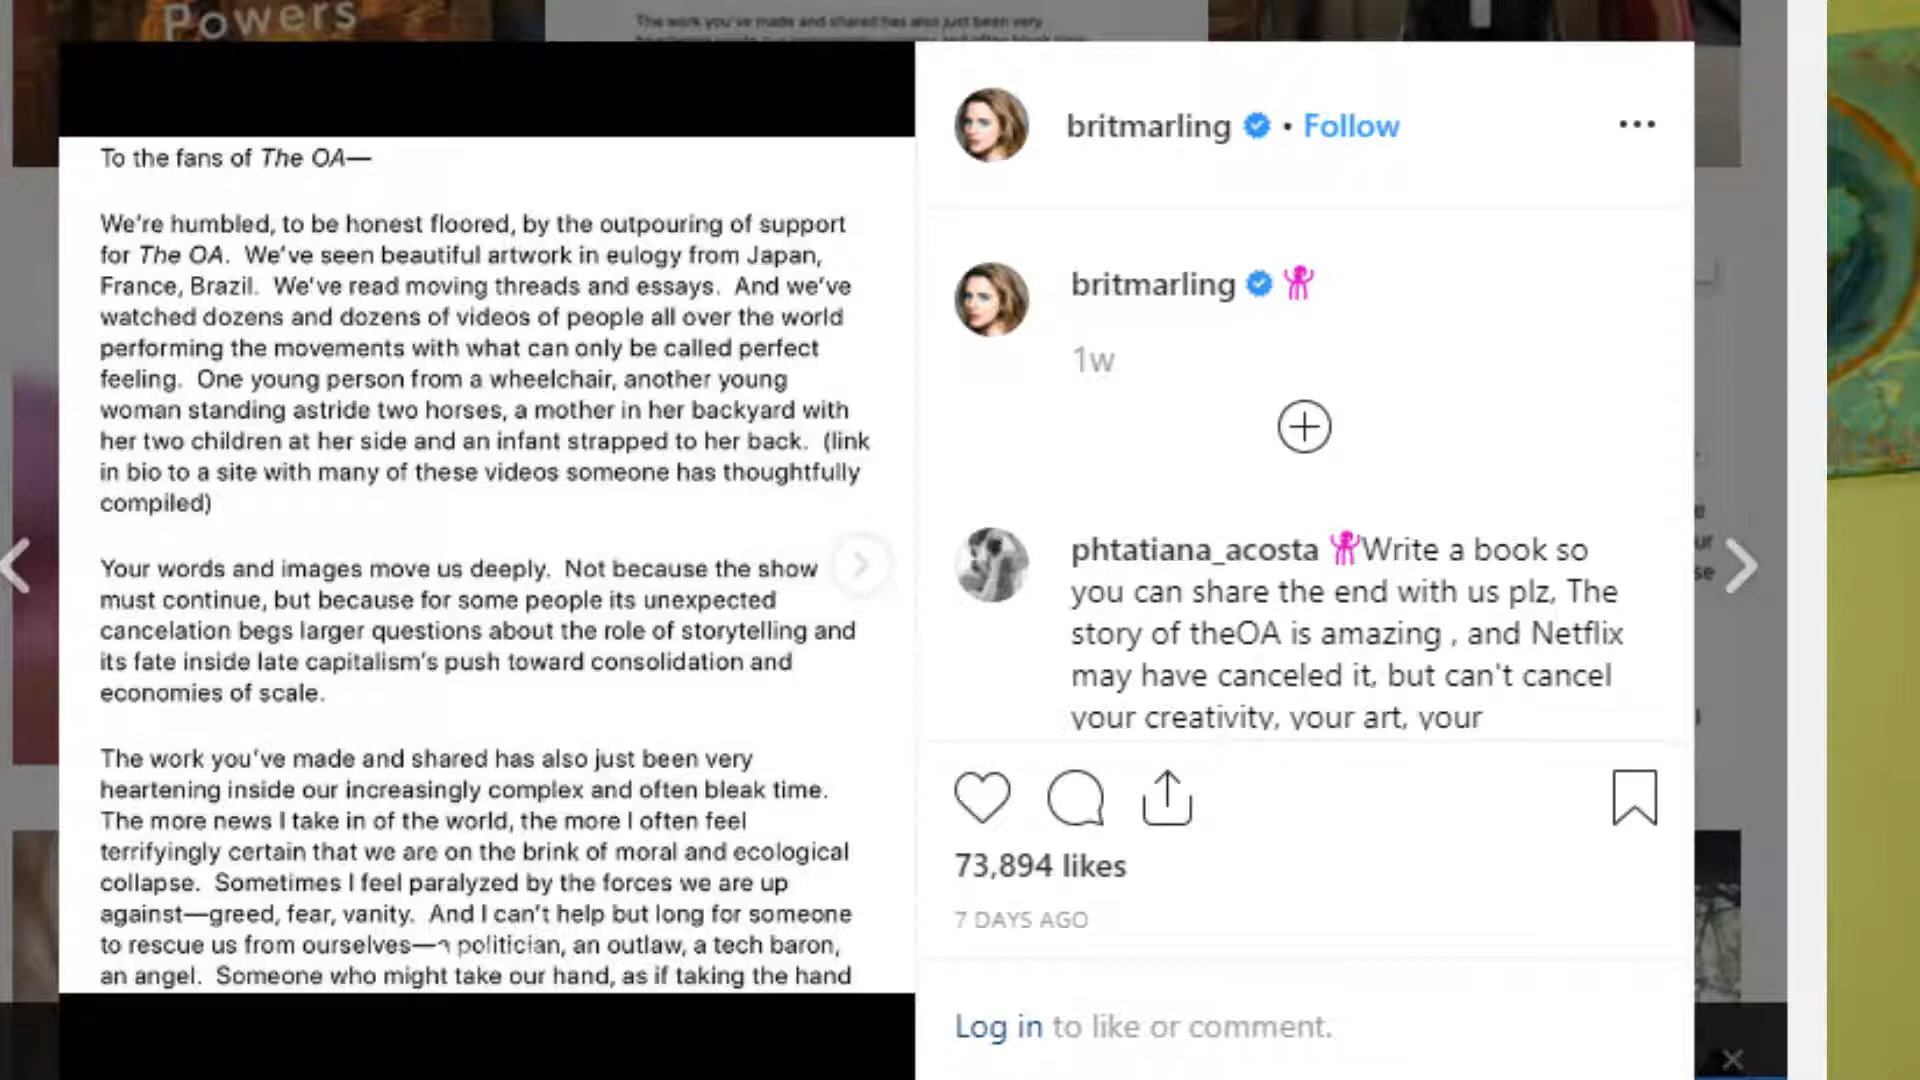 Powers
The work you've made and shared has also just been very
To the fans of The OA—
We're humbled, to be honest floored, by the outpouring of support
for The OA.  We've seen beautiful artwork in eulogy from Japan,
France, Brazil.  We've read moving threads and essays.  And we've
watched dozens and dozens of videos of people all over the world
performing the movements with what can only be called perfect
feeling.  One young person from a wheelchair, another young
woman standing astride two horses, a mother in her backyard with
her two children at her side and an infant strapped to her back.  (link
in bio to a site with many of these videos someone has thoughtfully
compiled)
Your words and images move us deeply.  Not because the show
must continue, but because for some people its unexpected
cancelation begs larger questions about the role of storytelling and
its fate inside late capitalism's push toward consolidation and
economies of scale.
The work you've made and shared has also just been very
heartening inside our increasingly complex and often bleak time.
The more news I take in of the world, the more I often feel
terrifyingly certain that we are on the brink of moral and ecological
collapse.  Sometimes I feel paralyzed by the forces we are up
against—greed, fear, vanity.  And I can't help but long for someone
to rescue us from ourselves—a politician, an outlaw, a tech baron,
an angel.  Someone who might take our hand, as if taking the hand
britmarling • Follow
britmarling
1w
phtatiana_acosta Write a book so
you can share the end with us plz, The
story of theOA is amazing , and Netflix
may have canceled it, but can't cancel
your creativity, your art, your
73,894 likes
7 DAYS AGO
Log in to like or comment.